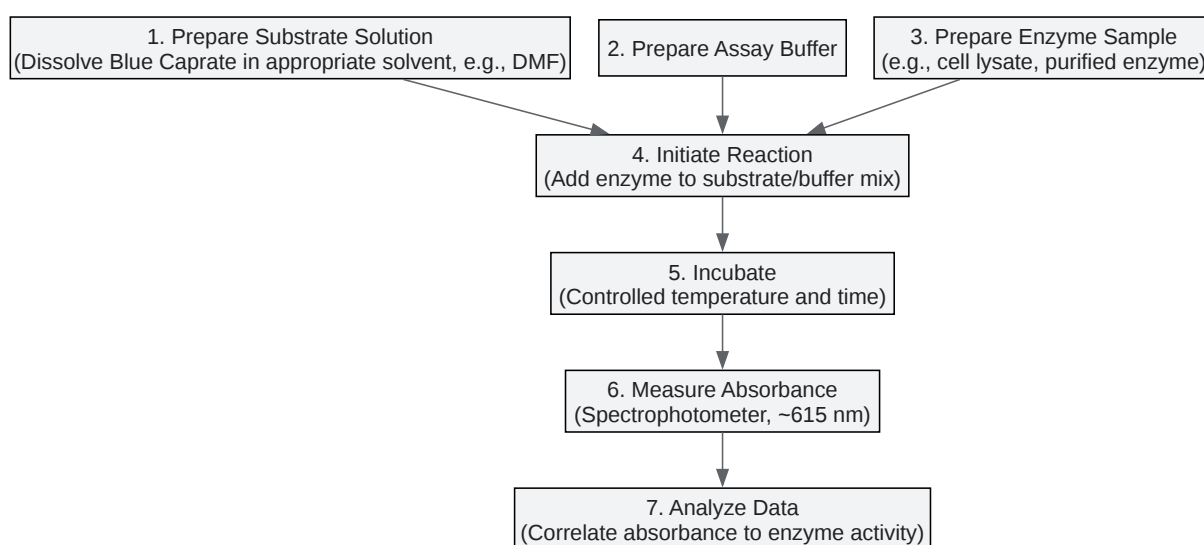 1. Prepare Substrate Solution
(Dissolve Blue Caprate in appropriate solvent, e.g., DMF)
2. Prepare Assay Buffer
3. Prepare Enzyme Sample
(e.g., cell lysate, purified enzyme)
4. Initiate Reaction
(Add enzyme to substrate/buffer mix)
5. Incubate
(Controlled temperature and time)
6. Measure Absorbance
(Spectrophotometer, ~615 nm)
7. Analyze Data
(Correlate absorbance to enzyme activity)